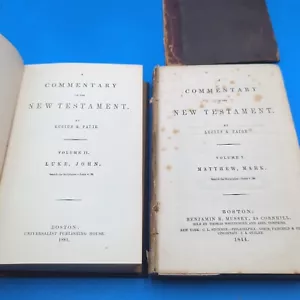 A
COMMENTARY
ON THE
NEW TESTAMENT.
BY
LUCIUS R. PAIGE.
VOLUME II.
LUKE, JOHN.
BOSTON:
UNIVERSALIST PUBLISHING HOUSE.
A
COMMENTARY
ON THE
NEW TESTAMENT.
BY
LUCIUS R. PAIGE.
VOLUME I.
MATTHEW, MARK.
BOSTON:
BENJAMIN B. MUSSEY, 29 CORNHILL.
1844.